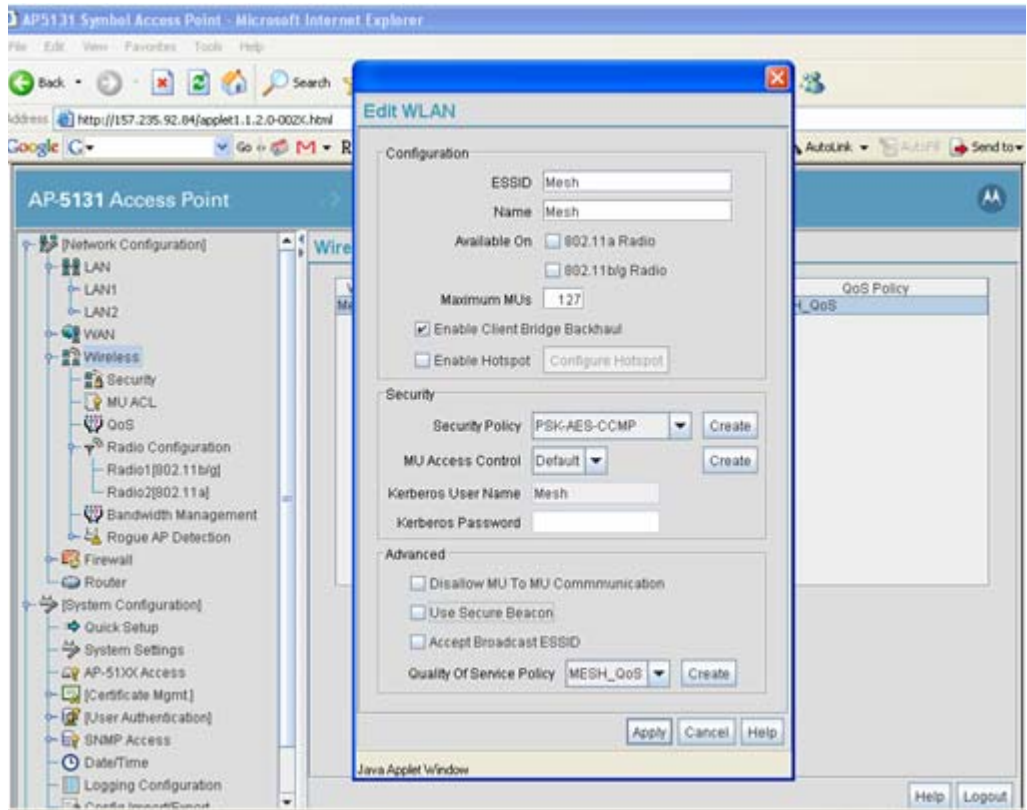 AP5131 Symbol Access Point - Microsoft Internet Explorer
File Edit View Favorites Tools Help
Back Search
Address http://157.235.92.84/applet1.1.2.0-002X.html
Google G Go M R AutoLink AutoFill Send to
AP-5131 Access Point
[Network Configuration]
LAN
LAN1
LAN2
WAN
Wireless
Security
MU ACL
QoS
Radio Configuration
Radio1[802.11b/g]
Radio2[802.11a]
Bandwidth Management
Rogue AP Detection
Firewall
Router
[System Configuration]
Quick Setup
System Settings
AP-51XX Access
[Certificate Mgmt.]
[User Authentication]
SNMP Access
Date/Time
Logging Configuration
Config Import/Export
Wire
QoS Policy
H_QoS
Edit WLAN
Configuration
ESSID Mesh
Name Mesh
Available On 802.11a Radio
802.11b/g Radio
Maximum MUs 127
Enable Client Bridge Backhaul
Enable Hotspot Configure Hotspot
Security
Security Policy PSK-AES-CCMP Create
MU Access Control Default Create
Kerberos User Name Mesh
Kerberos Password
Advanced
Disallow MU To MU Commmunication
Use Secure Beacon
Accept Broadcast ESSID
Quality Of Service Policy MESH_QoS Create
Apply Cancel Help
Java Applet Window
Help Logout